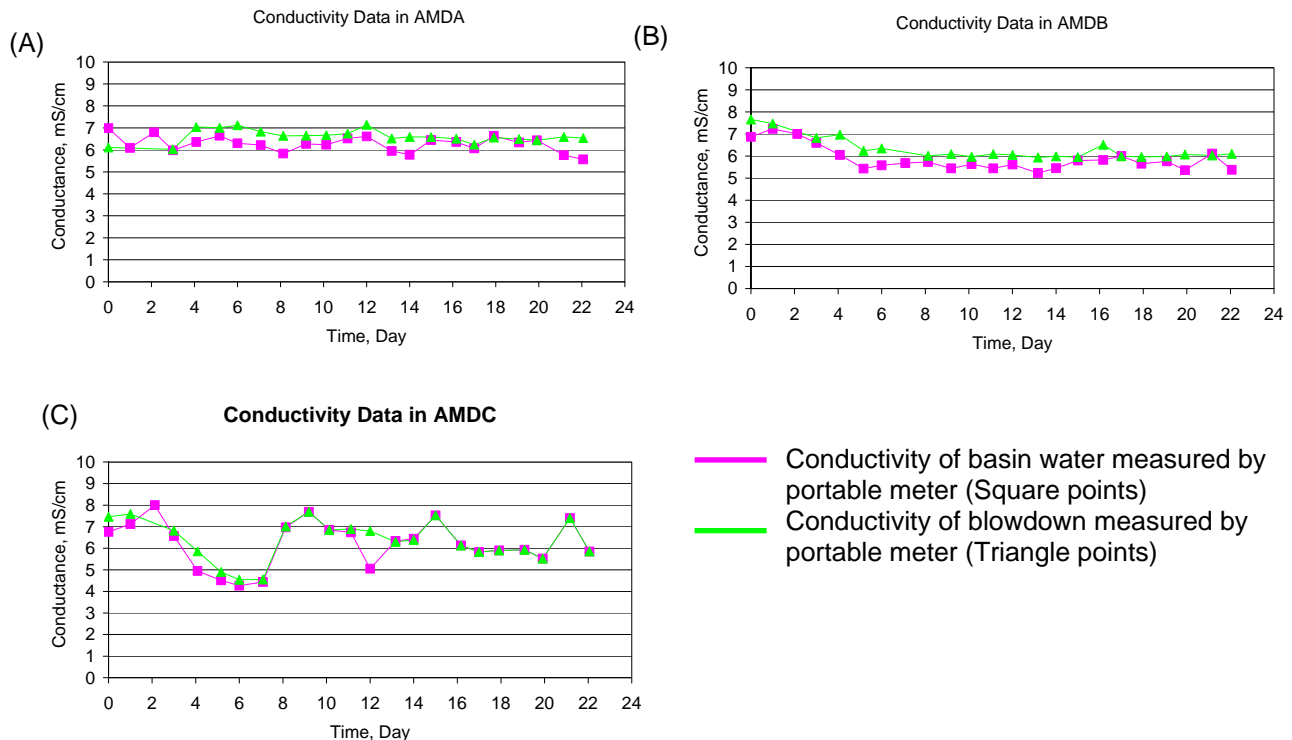 Conductivity Data in AMDA
(A)
10
9
8
7
6
5
4
3
2
1
0
Conductance, mS/cm
0 2 4 6 8 10 12 14 16 18 20 22 24
Time, Day
Conductivity Data in AMDB
(B)
10
9
8
7
6
5
4
3
2
1
0
Conductance, mS/cm
0 2 4 6 8 10 12 14 16 18 20 22 24
Time, Day
(C)
Conductivity Data in AMDC
10
9
8
7
6
5
4
3
2
1
0
Conductance, mS/cm
0 2 4 6 8 10 12 14 16 18 20 22 24
Time, Day
Conductivity of basin water measured by
portable meter (Square points)
Conductivity of blowdown measured by
portable meter (Triangle points)